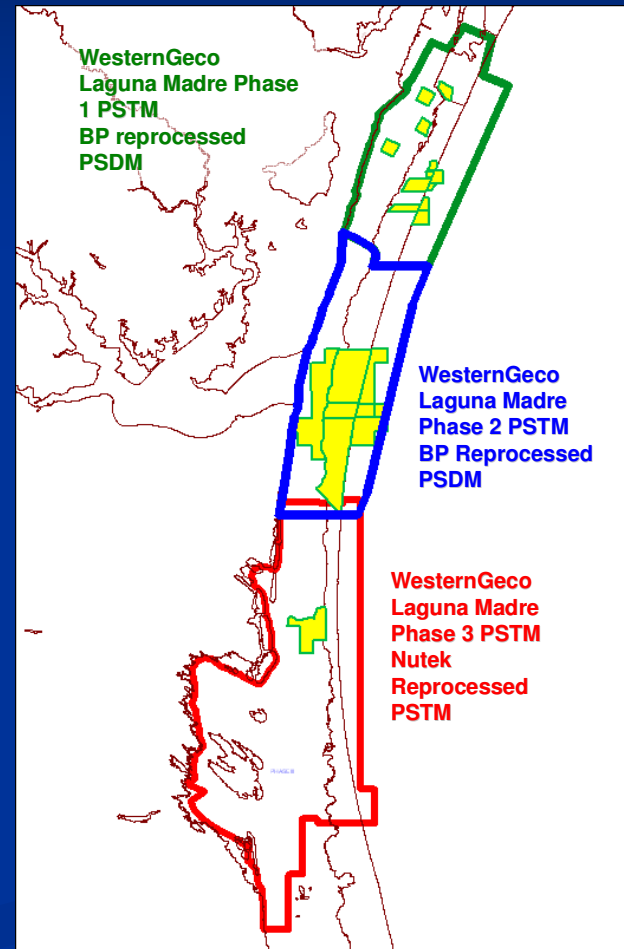 WesternGeco
Laguna Madre Phase
1 PSTM
BP reprocessed
PSDM
WesternGeco
Laguna Madre
Phase 2 PSTM
BP Reprocessed
PSDM
WesternGeco
Laguna Madre
Phase 3 PSTM
Nutek
Reprocessed
PSTM